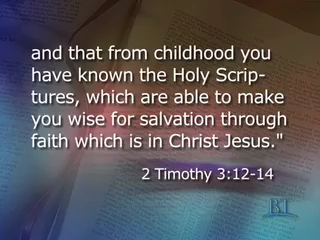 and that from childhood you
have known the Holy Scrip-
tures, which are able to make
you wise for salvation through
faith which is in Christ Jesus."
2 Timothy 3:12-14